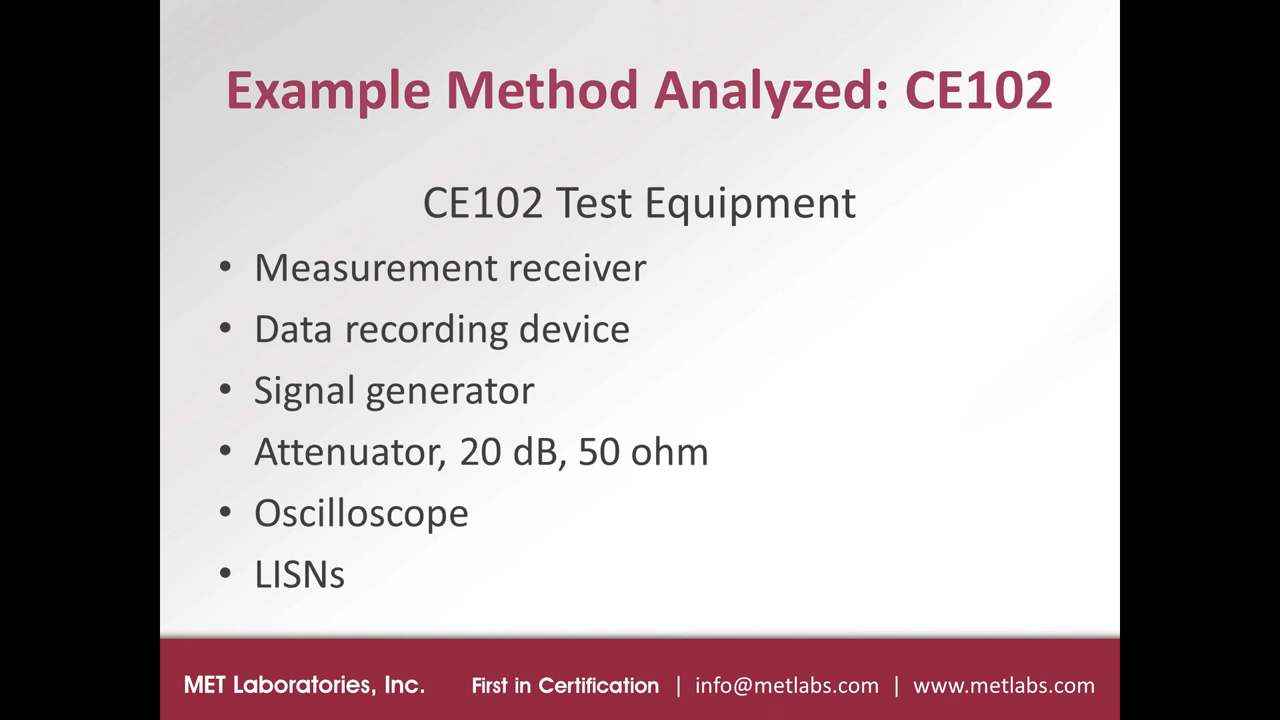 Example Method Analyzed: CE102
CE102 Test Equipment
• Measurement receiver
• Data recording device
• Signal generator
• Attenuator, 20 dB, 50 ohm
• Oscilloscope
• LISNs
MET Laboratories, Inc. First in Certification | info@metlabs.com | www.metlabs.com